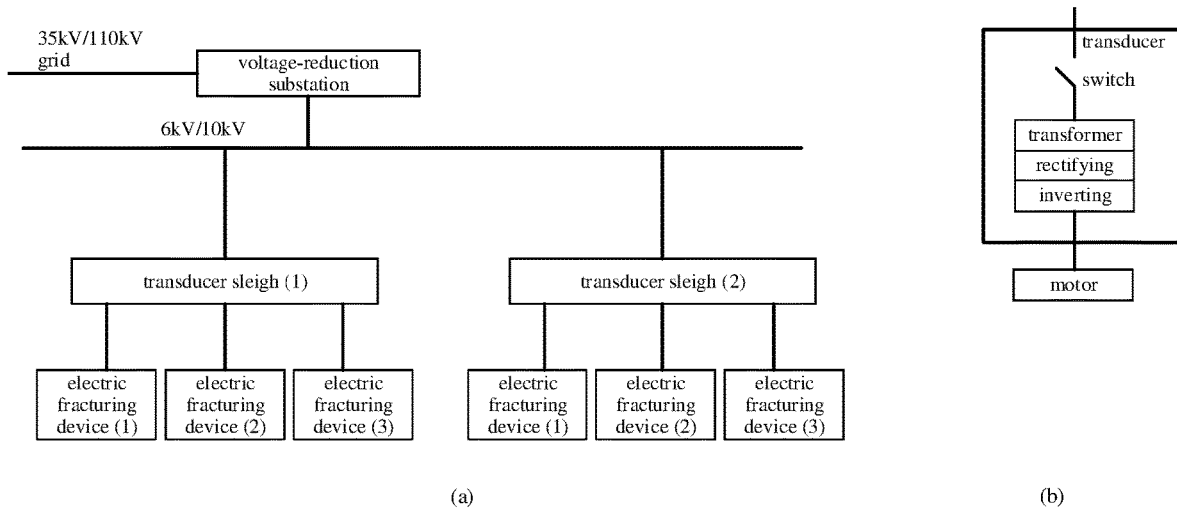 35kV/110kV
grid
voltage-reduction
substation
6kV/10kV
transducer sleigh (1)
transducer sleigh (2)
electric
fracturing
device (1)
electric
fracturing
device (2)
electric
fracturing
device (3)
electric
fracturing
device (1)
electric
fracturing
device (2)
electric
fracturing
device (3)
(a)
transducer
switch
transformer
rectifying
inverting
motor
(b)